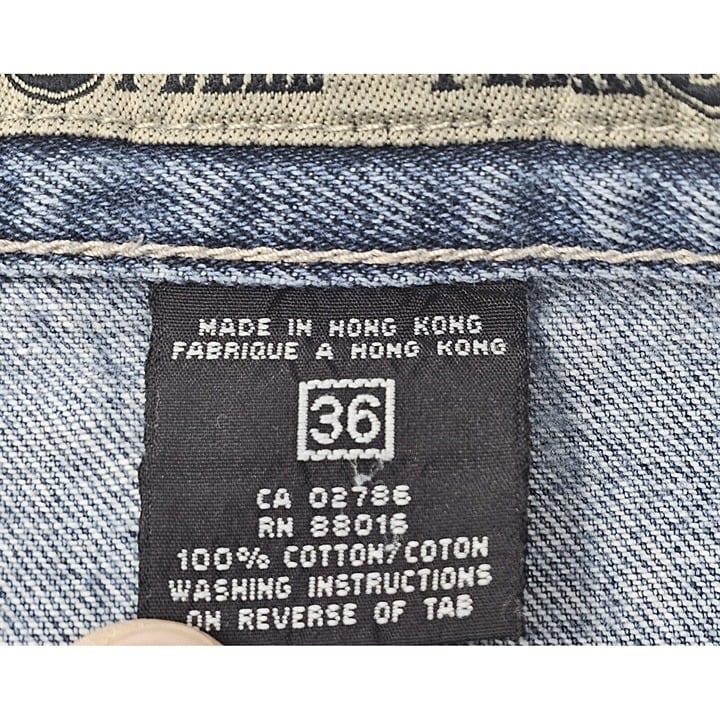 MADE IN HONG KONG
FABRIQUE A HONG KONG
36
CA 02786
RN 88016
100% COTTON/COTON
WASHING INSTRUCTIONS
ON REVERSE OF TAB